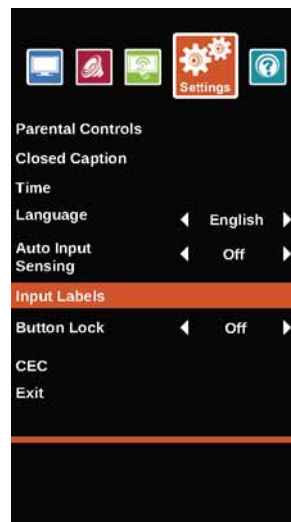 Settings
Parental Controls
Closed Caption
Time
Language English
Auto Input
Sensing Off
Input Labels
Button Lock Off
CEC
Exit